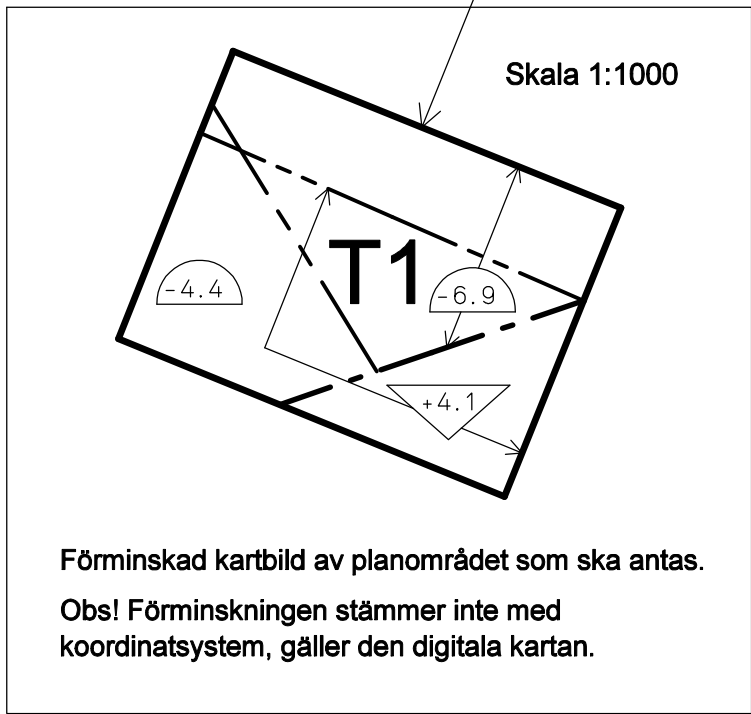 Skala 1:1000
T1
-4.4
-6.9
+4.1
Förminskad kartbild av planområdet som ska antas.
Obs! Förminskningen stämmer inte med
koordinatsystem, gäller den digitala kartan.